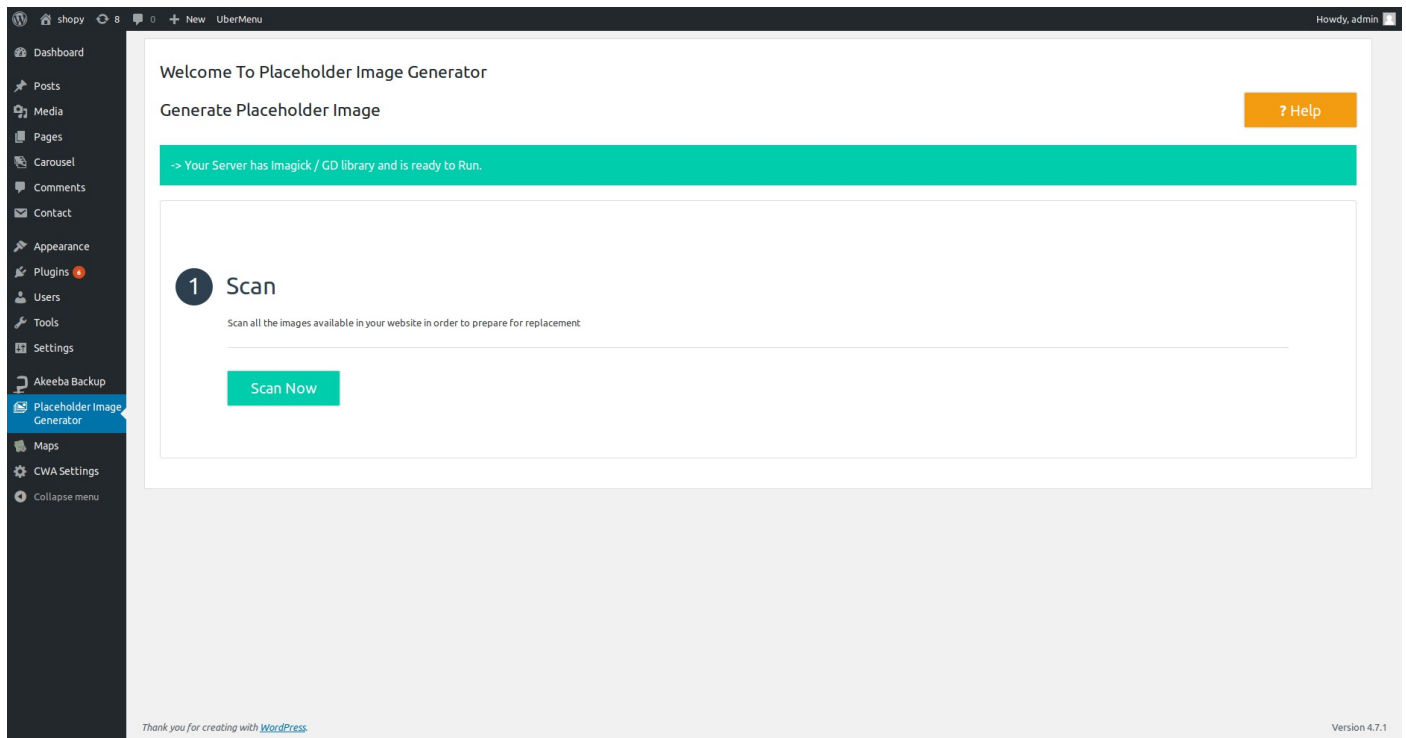 shopy 8 0 + New UberMenu
Howdy, admin
Dashboard
Posts
Media
Pages
Carousel
Comments
Contact
Appearance
Plugins 6
Users
Tools
Settings
Akeeba Backup
Placeholder Image
Generator
Maps
CWA Settings
Collapse menu
Welcome To Placeholder Image Generator
Generate Placeholder Image
? Help
-> Your Server has Imagick / GD library and is ready to Run.
1 Scan
Scan all the images available in your website in order to prepare for replacement
Scan Now
Thank you for creating with WordPress.
Version 4.7.1